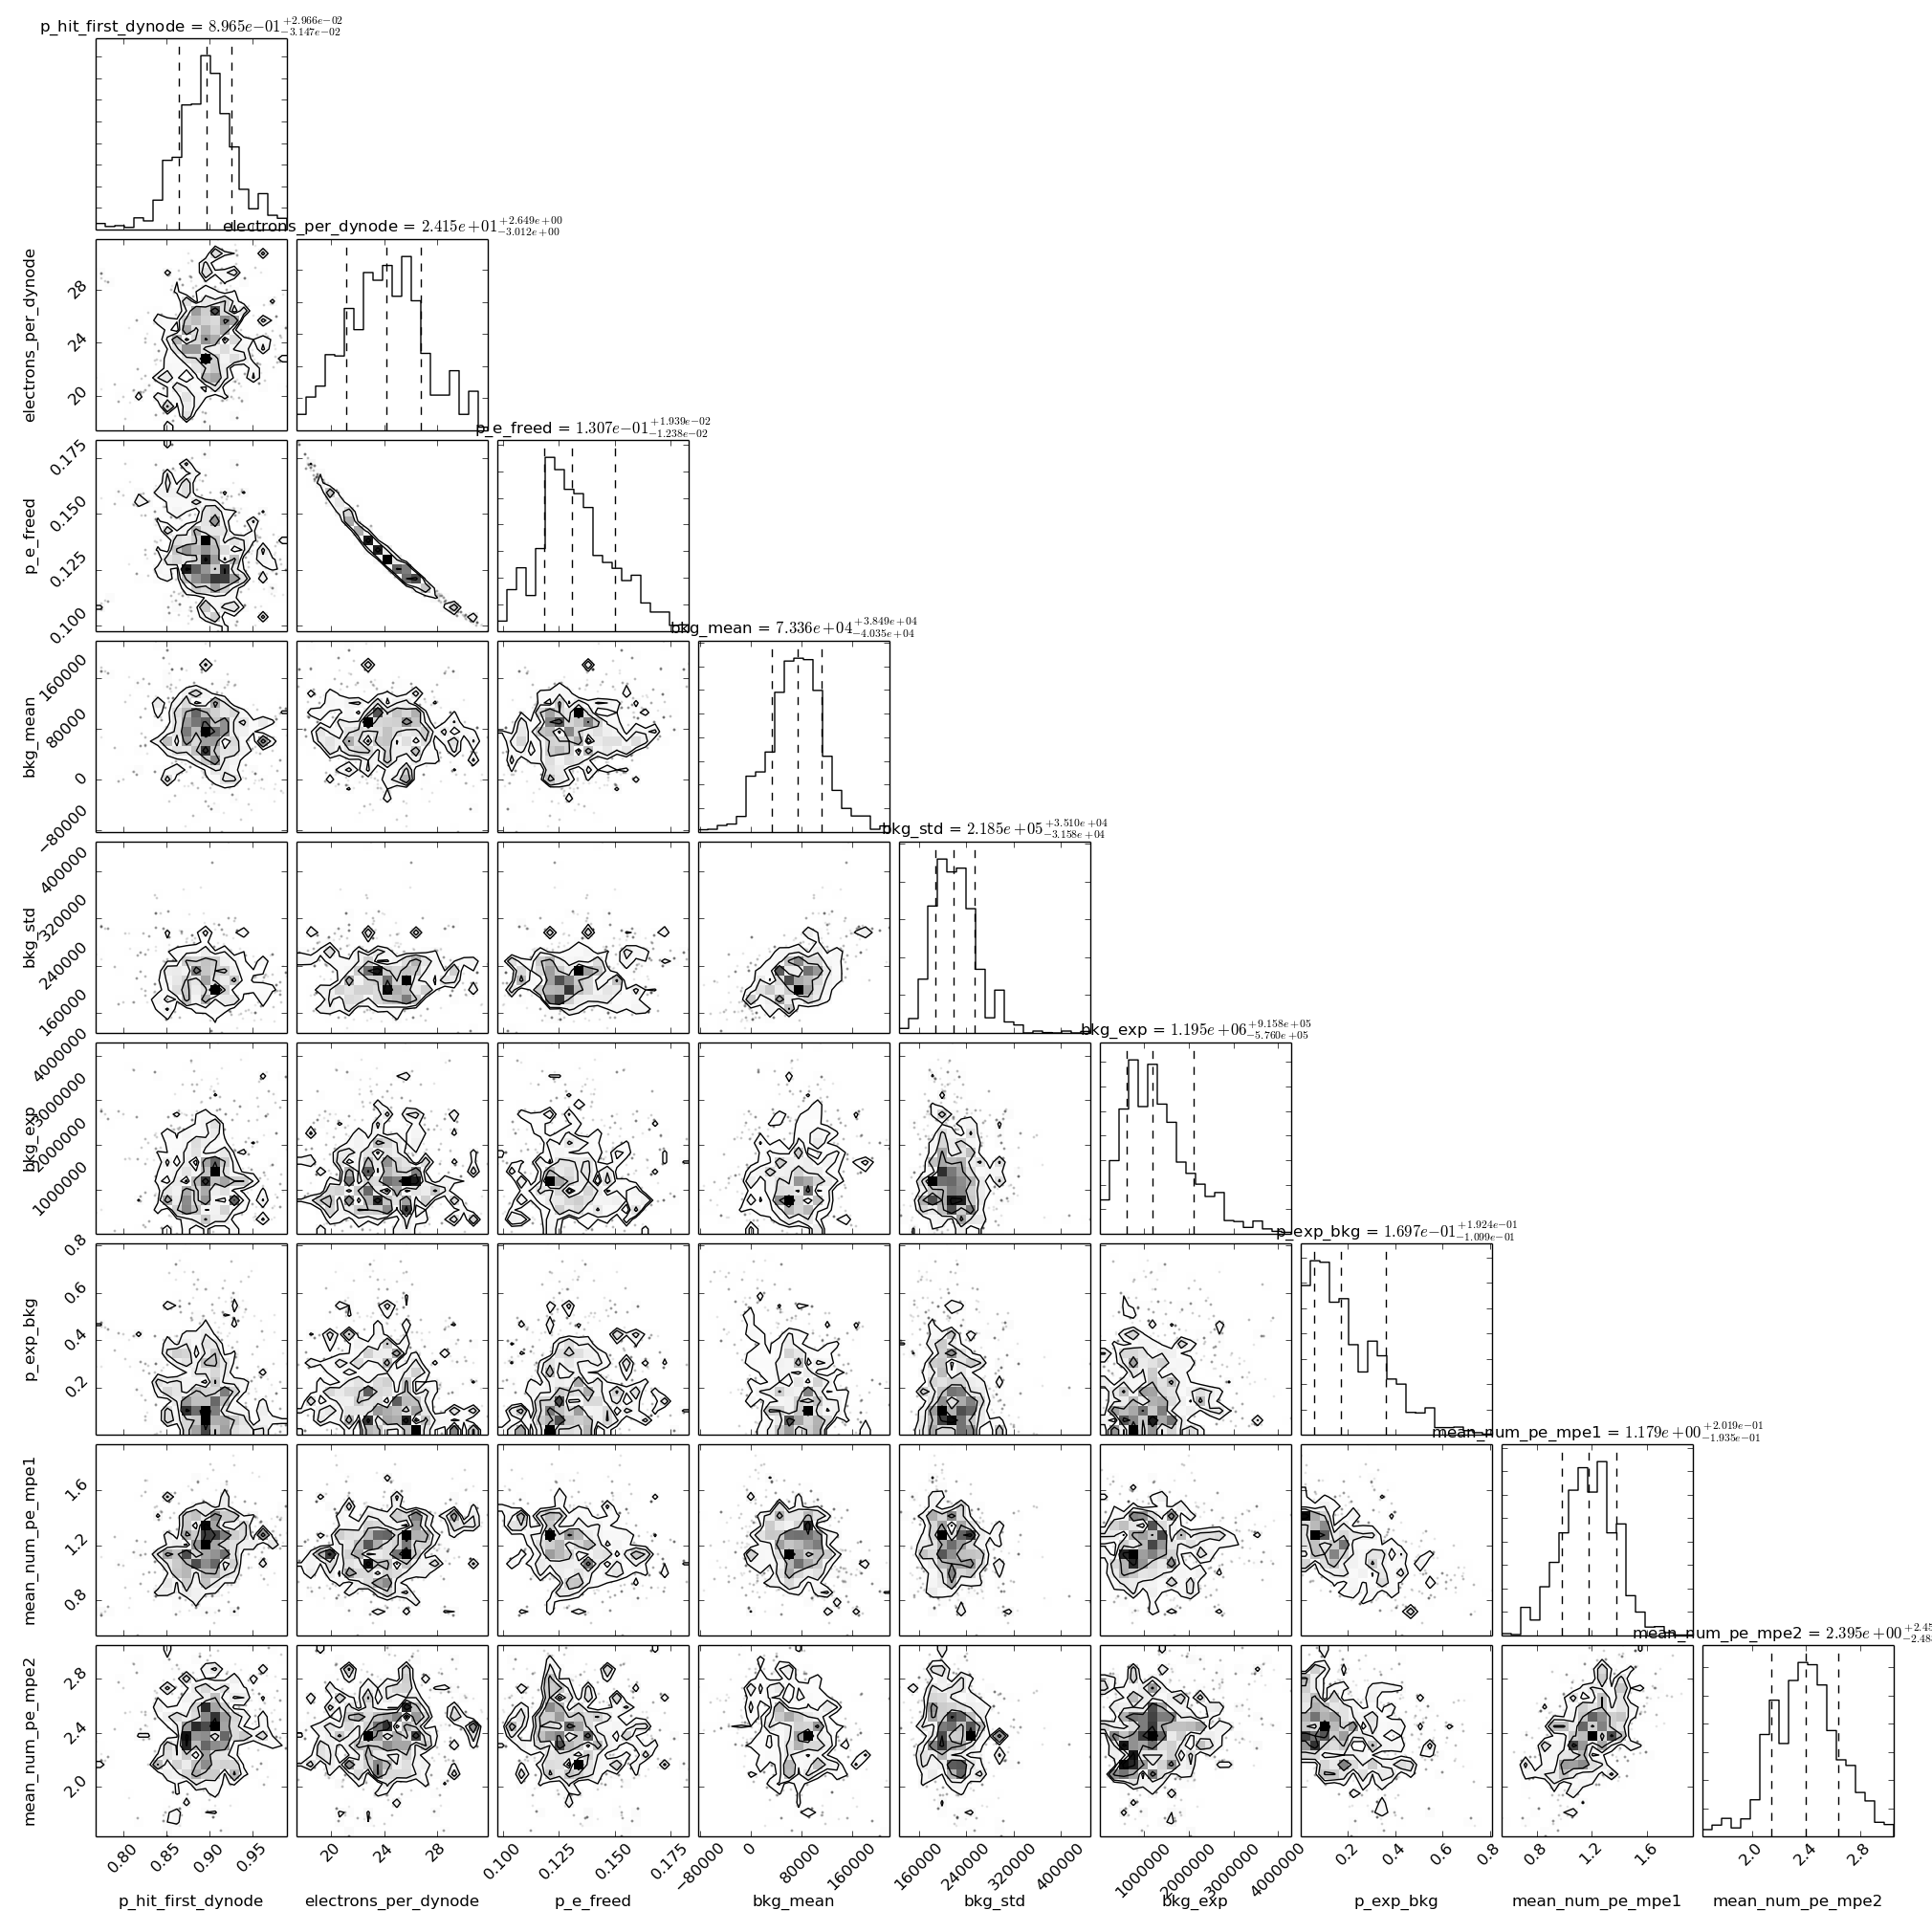 p_hit_first_dynode = 8.965e−01 +2.966e−02 −3.147e−02
electrons_per_dynode = 2.415e+01 +2.649e+00 −3.012e+00
electrons_per_dynode
28
24
20
p_e_freed = 1.307e−01 +1.939e−02 −1.238e−02
p_e_freed
0.175
0.150
0.125
0.100
bkg_mean = 7.336e+04 +3.849e+04 −4.035e+04
bkg_mean
160000
80000
0
−80000
bkg_std = 2.185e+05 +3.510e+04 −3.158e+04
bkg_std
400000
320000
240000
160000
bkg_exp = 1.195e+06 +9.158e+05 −5.760e+05
bkg_exp
4000000
3000000
2000000
1000000
p_exp_bkg = 1.697e−01 +1.924e−01 −1.099e−01
p_exp_bkg
0.8
0.6
0.4
0.2
mean_num_pe_mpe1 = 1.179e+00 +2.019e−01 −1.935e−01
mean_num_pe_mpe1
1.6
1.2
0.8
mean_num_pe_mpe2 = 2.395e+00
mean_num_pe_mpe2
2.8
2.4
2.0
0.80 0.85 0.90 0.95 20 24 28 0.100 0.125 0.150 0.175 −80000 0 80000 160000 160000 240000 320000 400000 1000000 2000000 3000000 4000000 0.2 0.4 0.6 0.8 0.8 1.2 1.6 2.0 2.4 2.8
p_hit_first_dynode electrons_per_dynode p_e_freed bkg_mean bkg_std bkg_exp p_exp_bkg mean_num_pe_mpe1 mean_num_pe_mpe2